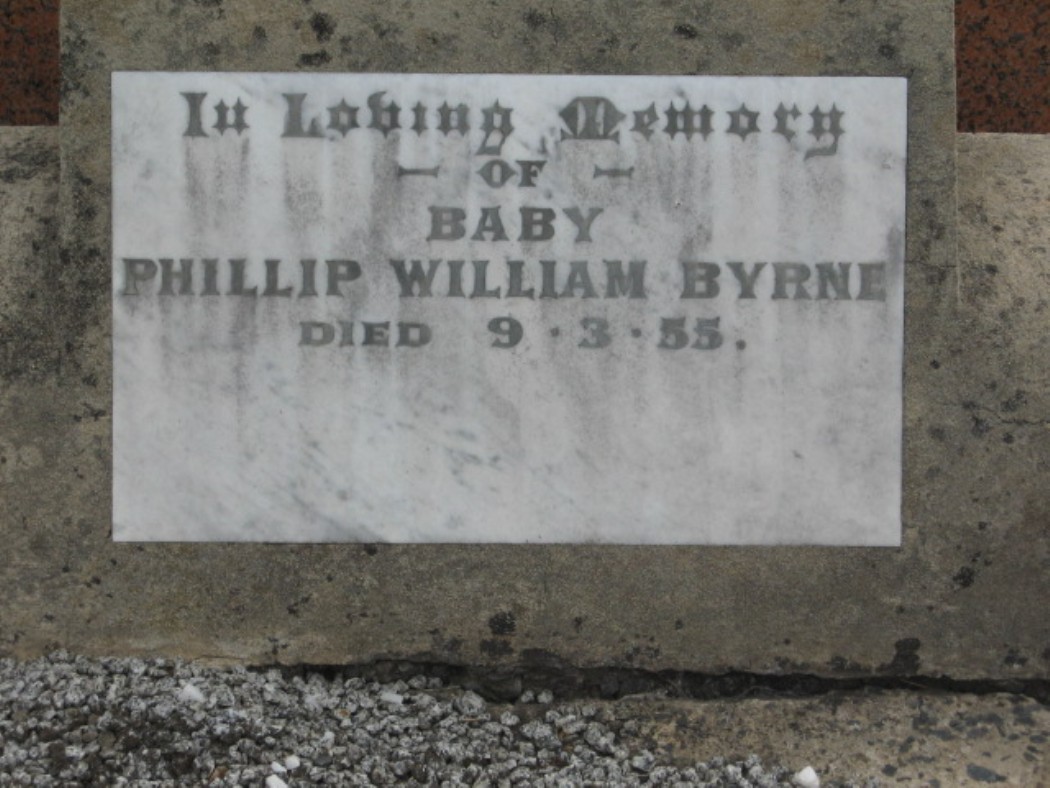 In Loving Memory
- OF -
BABY
PHILLIP WILLIAM BYRNE
DIED 9·3·55.